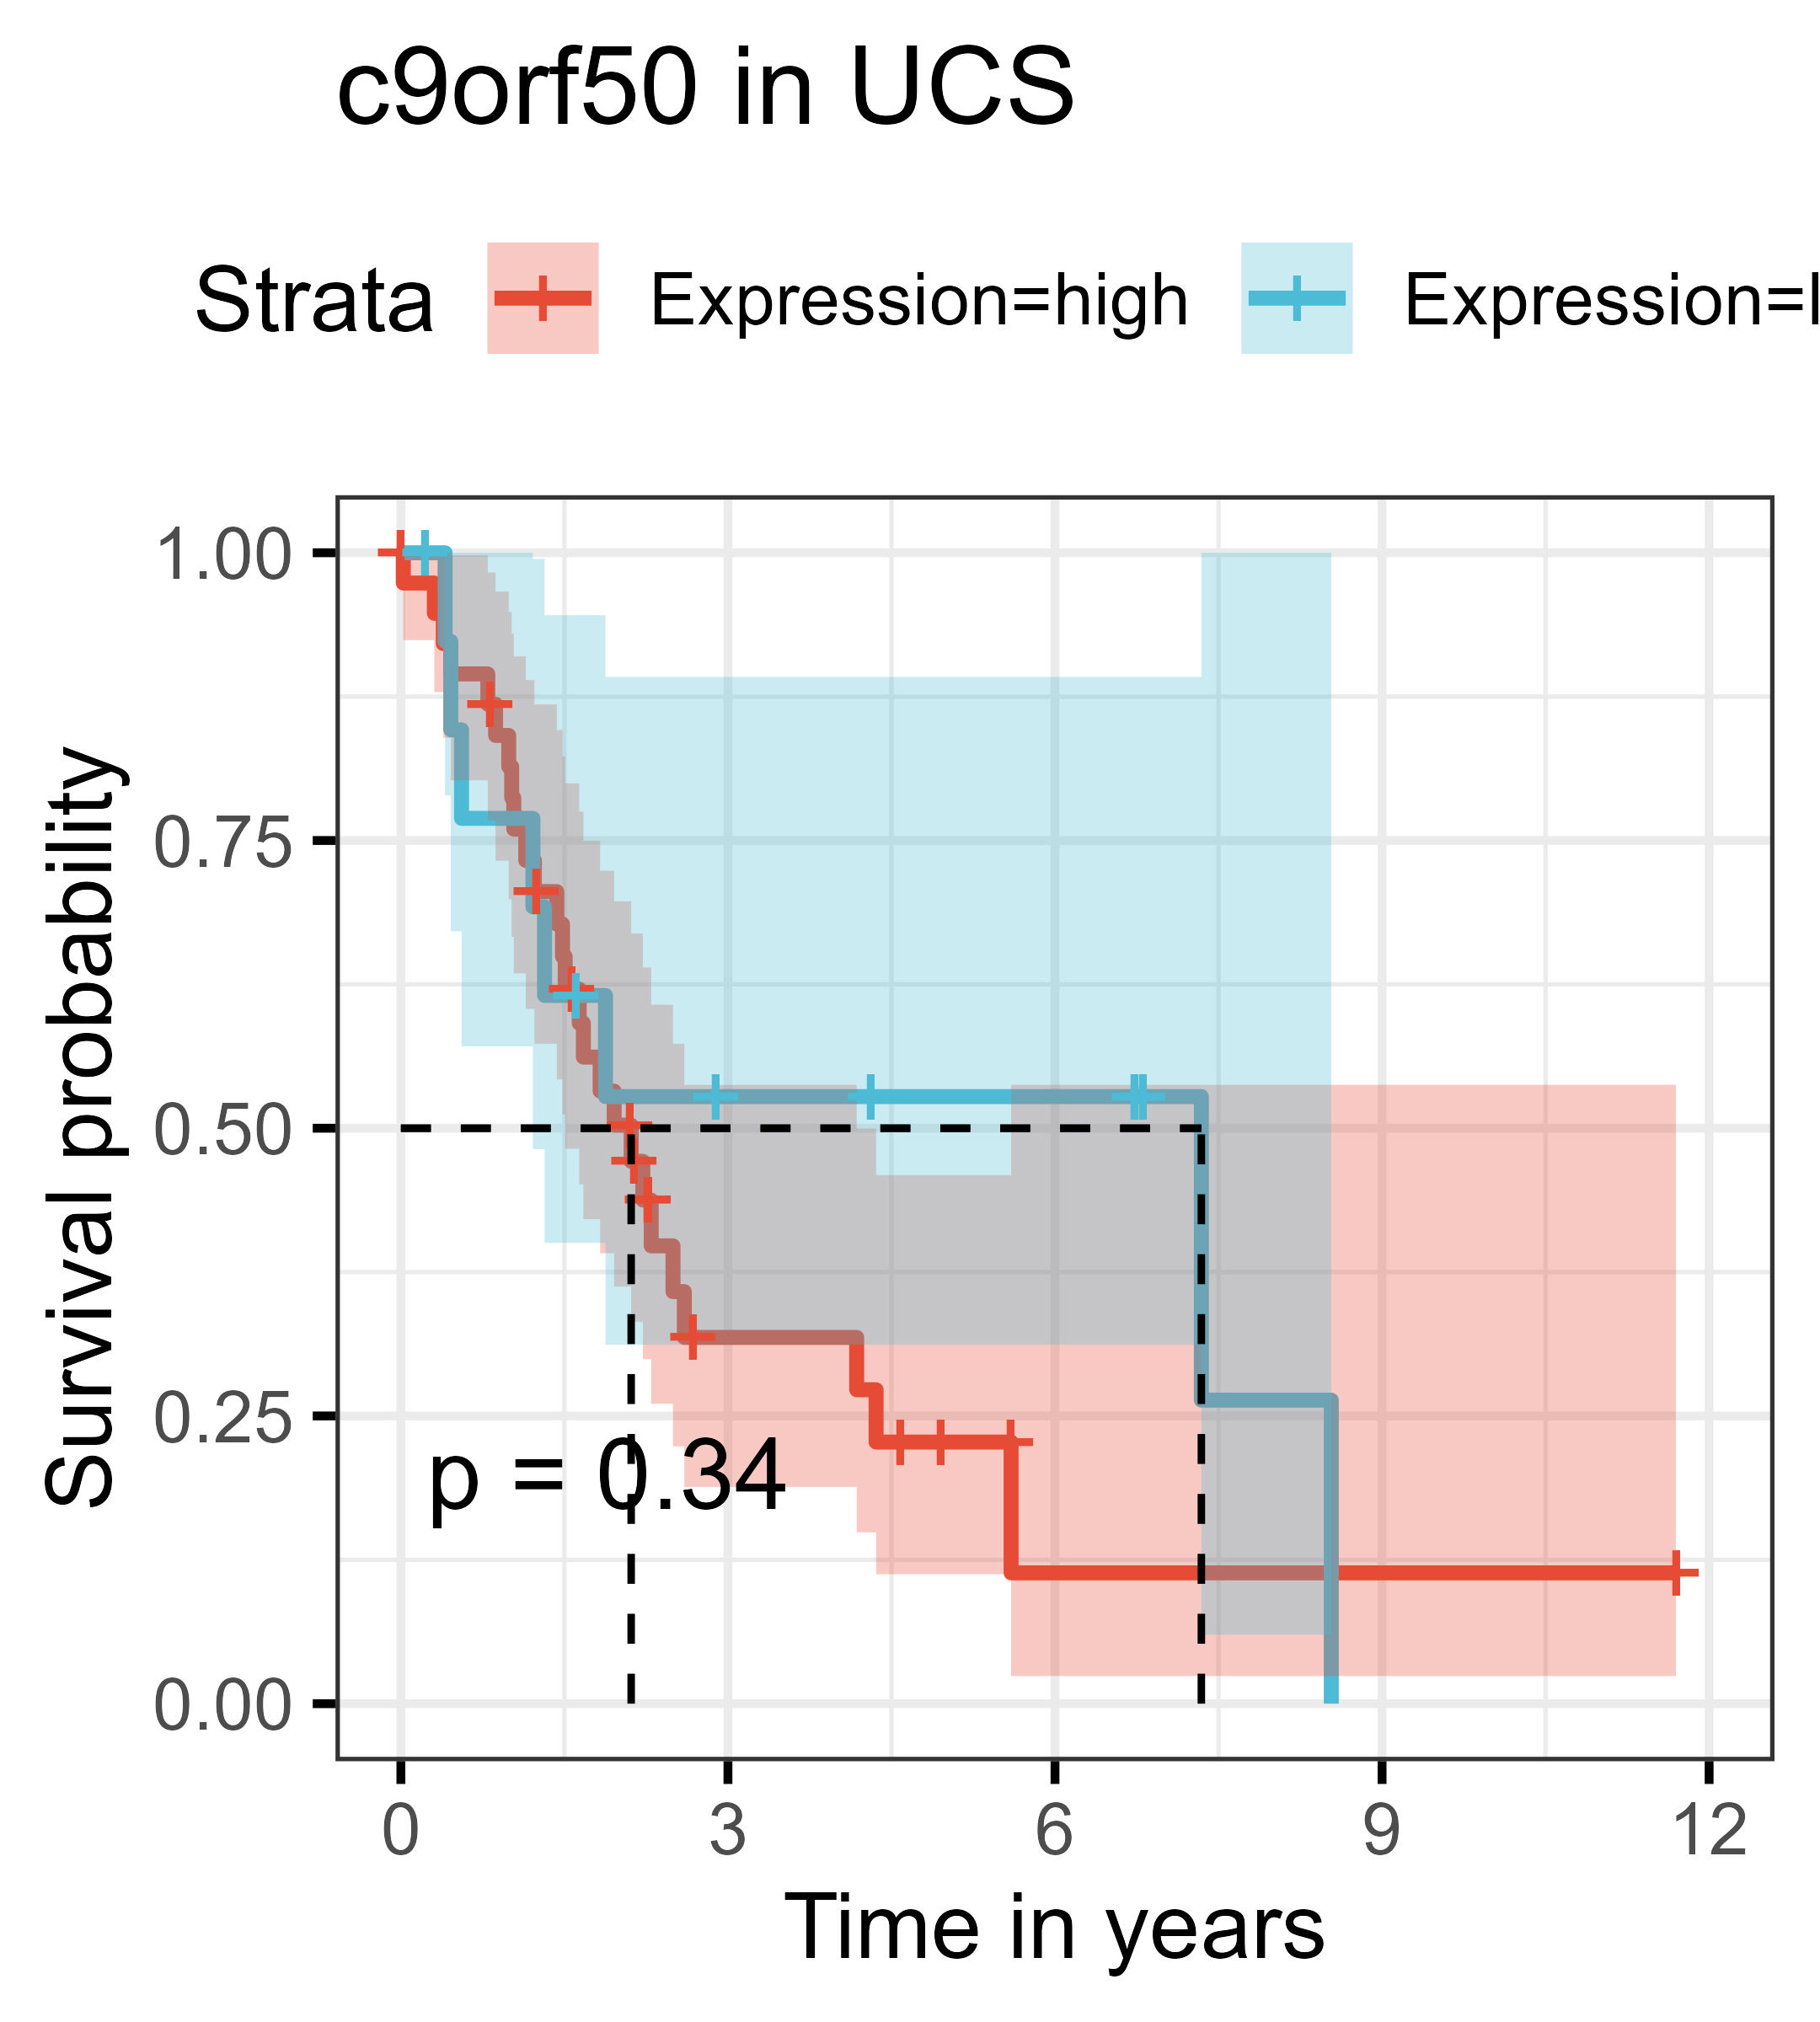 c9orf50 in UCS
Strata Expression=high Expression=l
Survival probability
1.00
0.75
0.50
0.25
0.00
p = 0.34
0 3 6 9 12
Time in years